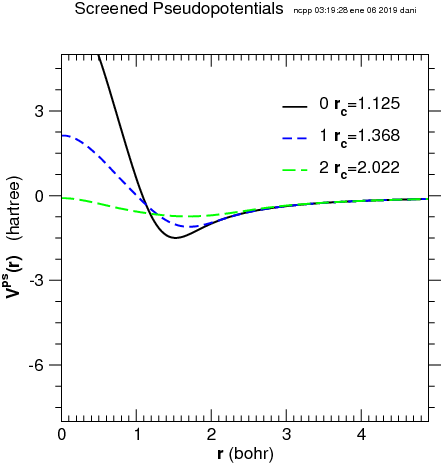 Screened Pseudopotentials ncpp 03:19:28 ene 06 2019 dani
0 rc=1.125
1 rc=1.368
2 rc=2.022
3
0
-3
-6
Vps(r) (hartree)
0 1 2 3 4
r (bohr)